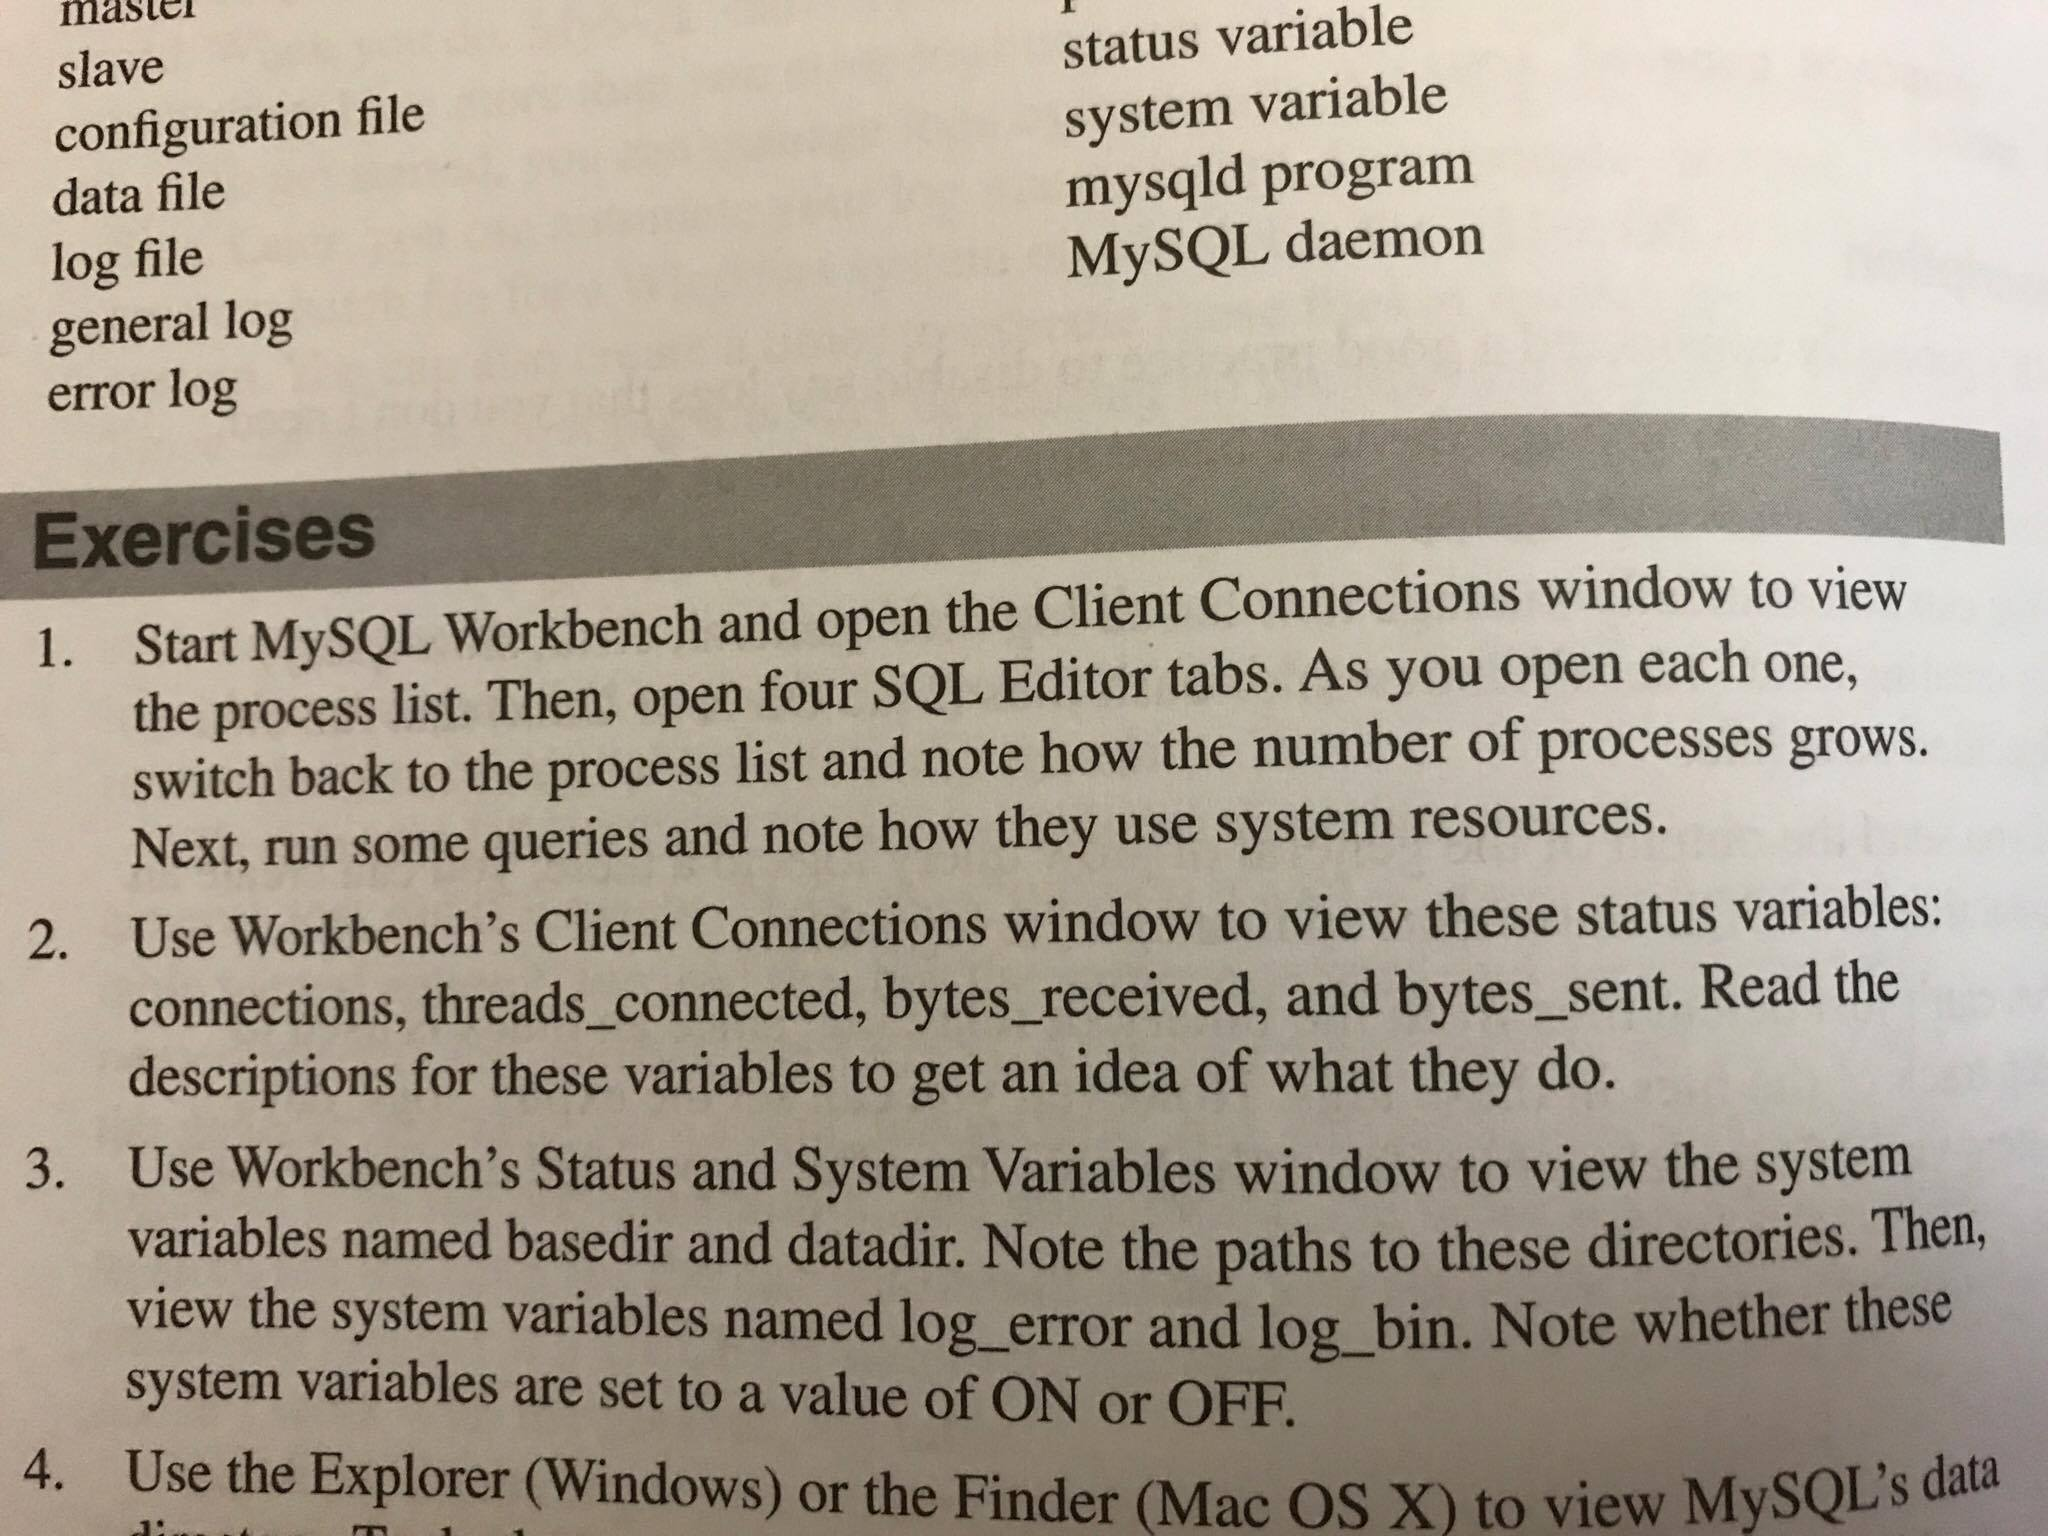 master
slave
configuration file
data file
log file
general log
error log
status variable
system variable
mysqld program
MySQL daemon
Exercises
1. Start MySQL Workbench and open the Client Connections window to view
the process list. Then, open four SQL Editor tabs. As you open each one,
switch back to the process list and note how the number of processes grows.
Next, run some queries and note how they use system resources.
2. Use Workbench's Client Connections window to view these status variables:
connections, threads_connected, bytes_received, and bytes_sent. Read the
descriptions for these variables to get an idea of what they do.
3. Use Workbench's Status and System Variables window to view the system
variables named basedir and datadir. Note the paths to these directories. Then,
view the system variables named log_error and log_bin. Note whether these
system variables are set to a value of ON or OFF.
4. Use the Explorer (Windows) or the Finder (Mac OS X) to view MySQL's data